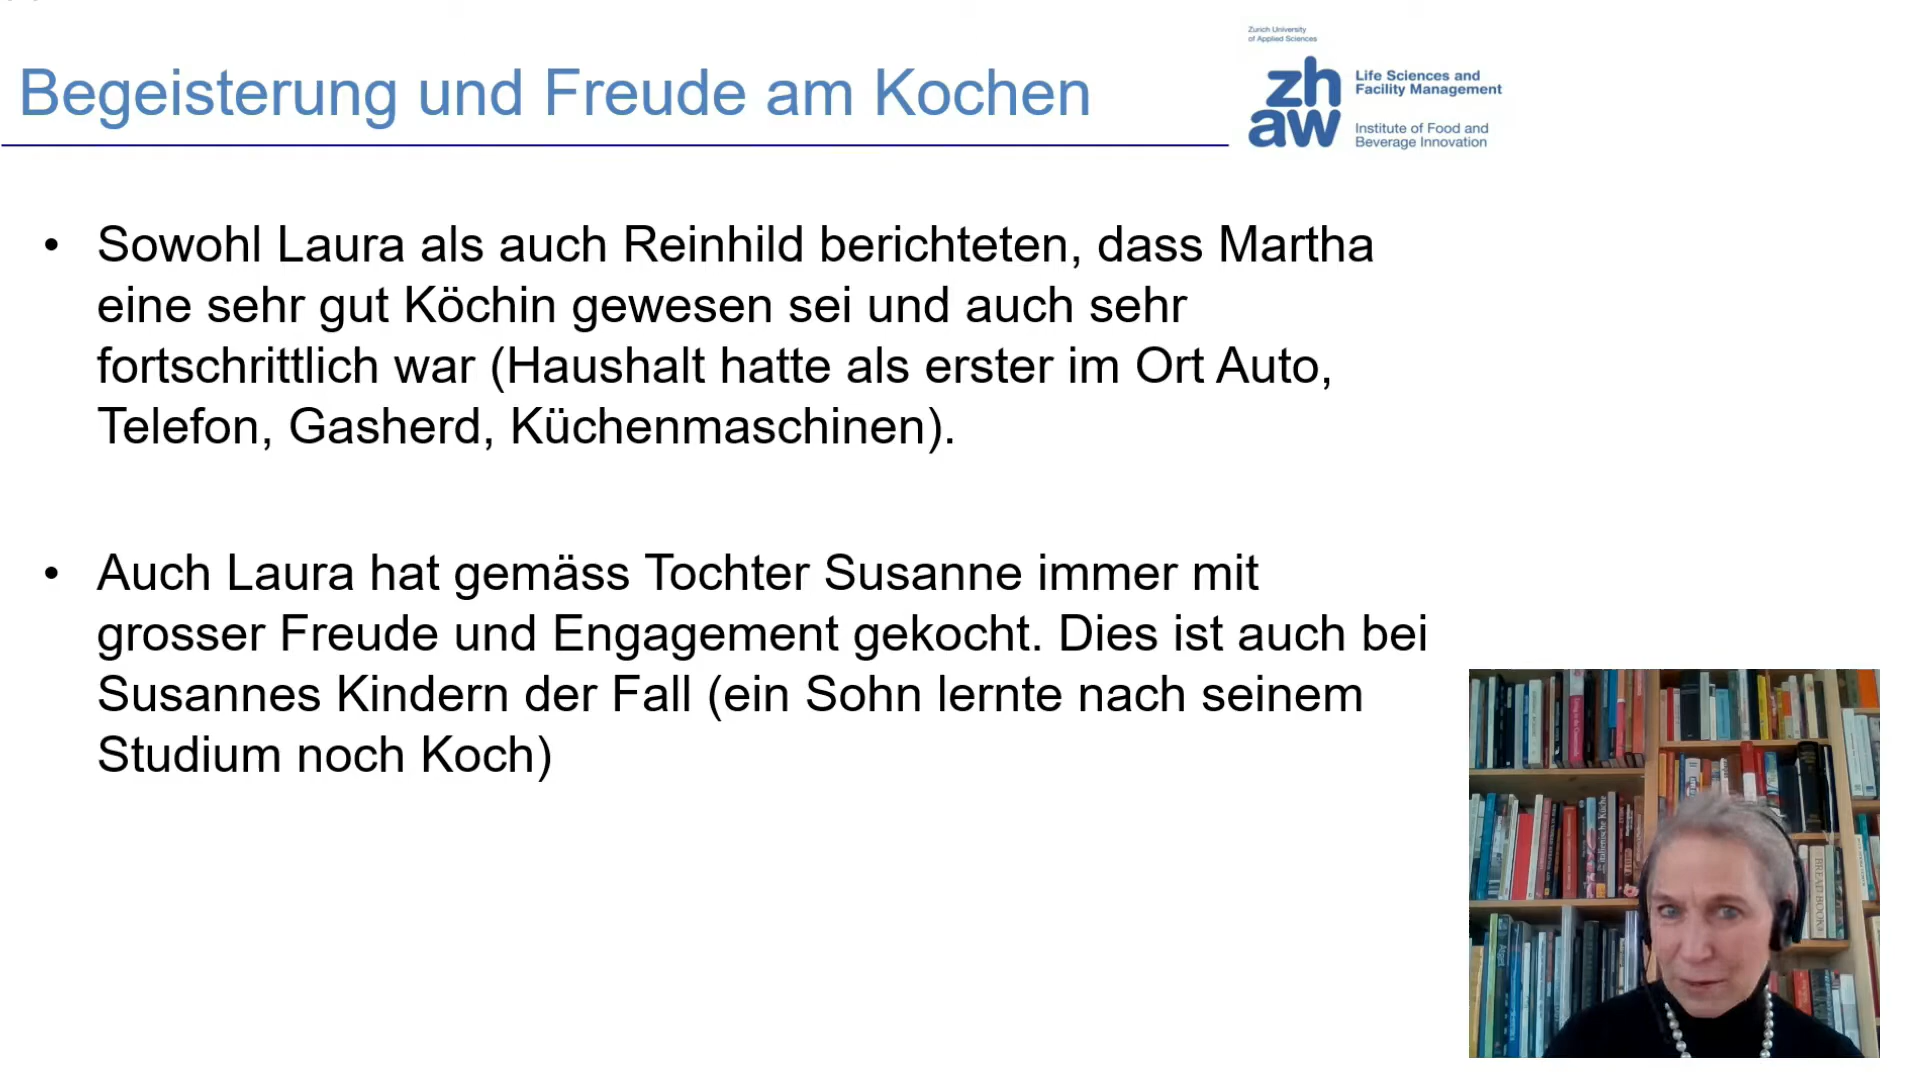 Zurich University
of Applied Sciences
Begeisterung und Freude am Kochen
zh
aw
Life Sciences and
Facility Management
Institute of Food and
Beverage Innovation
• Sowohl Laura als auch Reinhild berichteten, dass Martha
eine sehr gut Köchin gewesen sei und auch sehr
fortschrittlich war (Haushalt hatte als erster im Ort Auto,
Telefon, Gasherd, Küchenmaschinen).
• Auch Laura hat gemäss Tochter Susanne immer mit
grosser Freude und Engagement gekocht. Dies ist auch bei
Susannes Kindern der Fall (ein Sohn lernte nach seinem
Studium noch Koch)
italienische Küche
BREAD BOOK